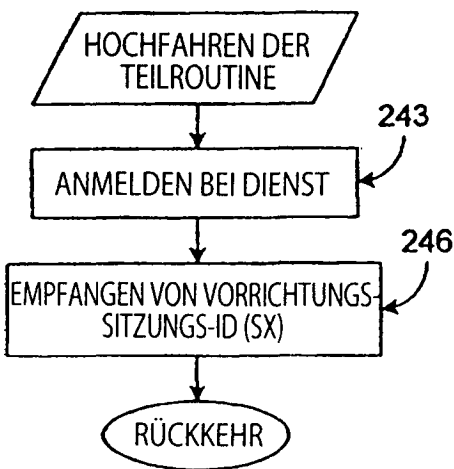 HOCHFAHREN DER
TEILROUTINE
243
ANMELDEN BEI DIENST
246
EMPFANGEN VON VORRICHTUNGS-
SITZUNGS-ID (SX)
RÜCKKEHR